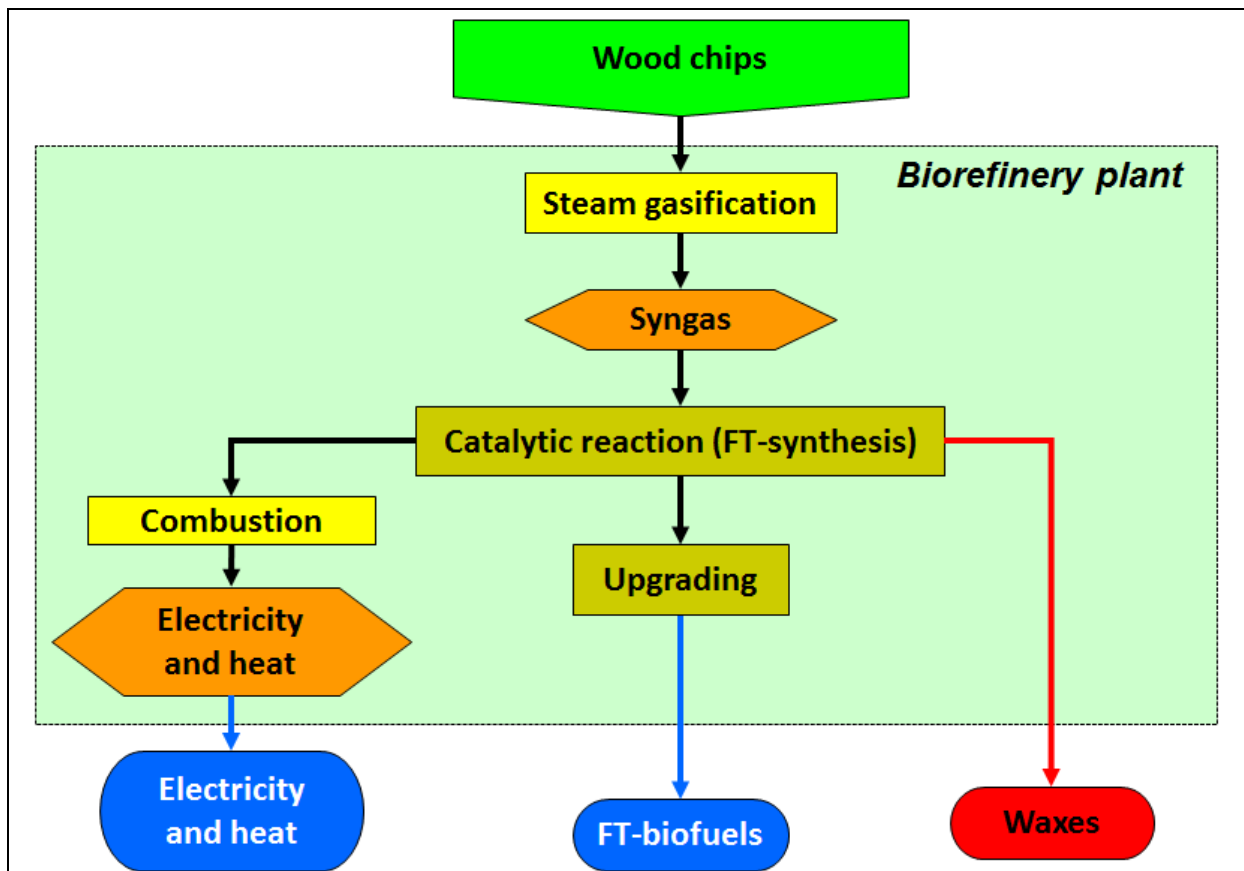 Wood chips
Biorefinery plant
Steam gasification
Syngas
Catalytic reaction (FT-synthesis)
Combustion
Upgrading
Electricity
and heat
Electricity
and heat
FT-biofuels
Waxes